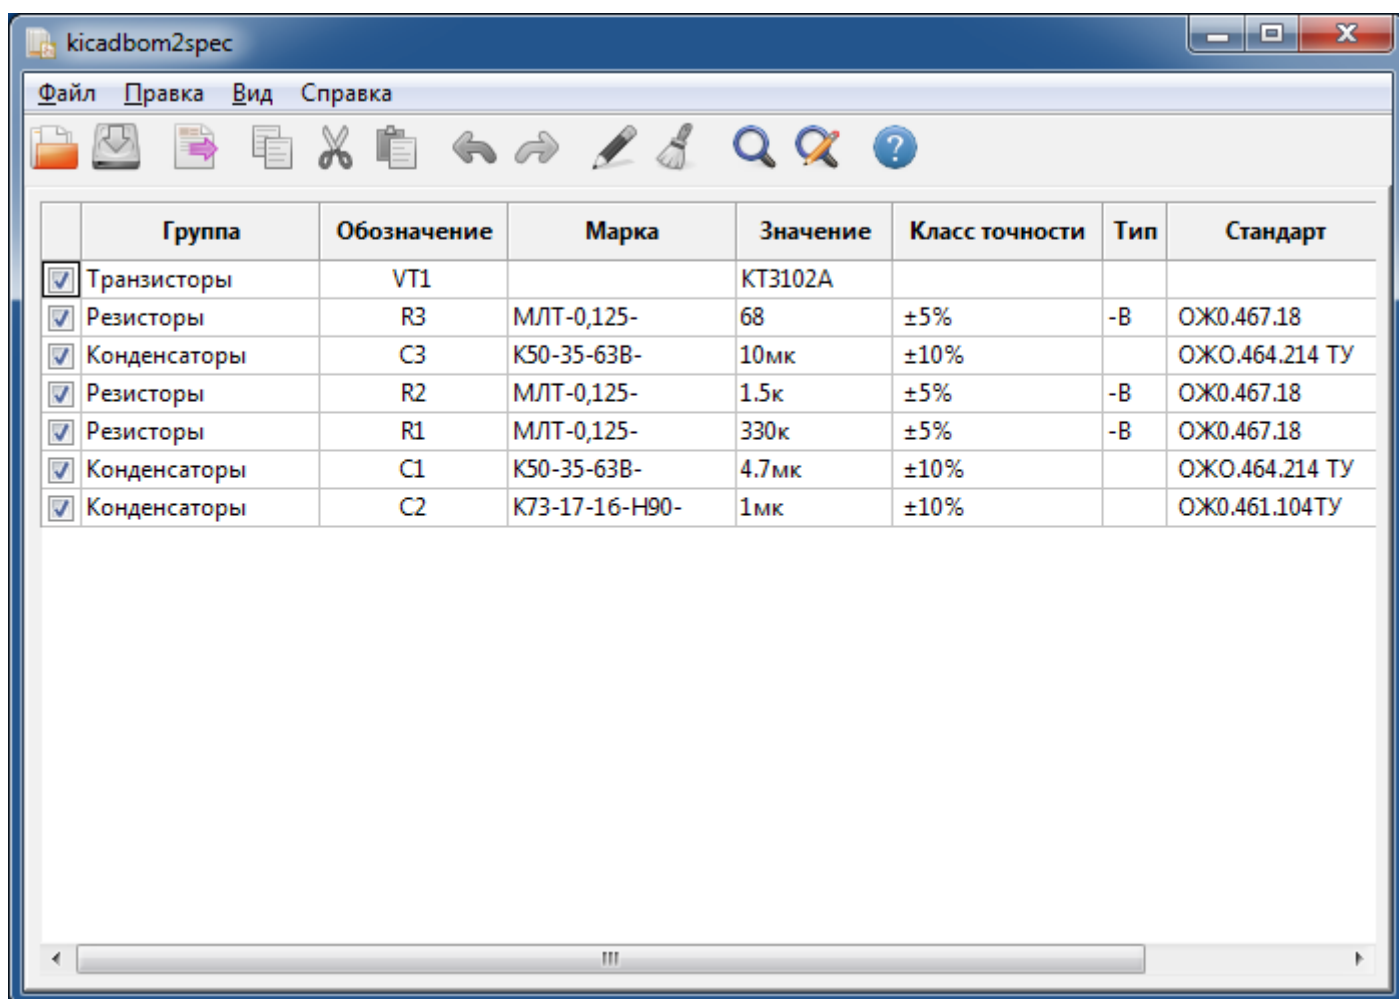 kicadbom2spec
Файл Правка Вид Справка
Группа Обозначение Марка Значение Класс точности Тип Стандарт
Транзисторы VT1 КТ3102А
Резисторы R3 МЛТ-0,125- 68 ±5% -В ОЖ0.467.18
Конденсаторы C3 К50-35-63В- 10мк ±10% ОЖО.464.214 ТУ
Резисторы R2 МЛТ-0,125- 1.5к ±5% -В ОЖ0.467.18
Резисторы R1 МЛТ-0,125- 330к ±5% -В ОЖ0.467.18
Конденсаторы C1 К50-35-63В- 4.7мк ±10% ОЖО.464.214 ТУ
Конденсаторы C2 К73-17-16-Н90- 1мк ±10% ОЖ0.461.104ТУ